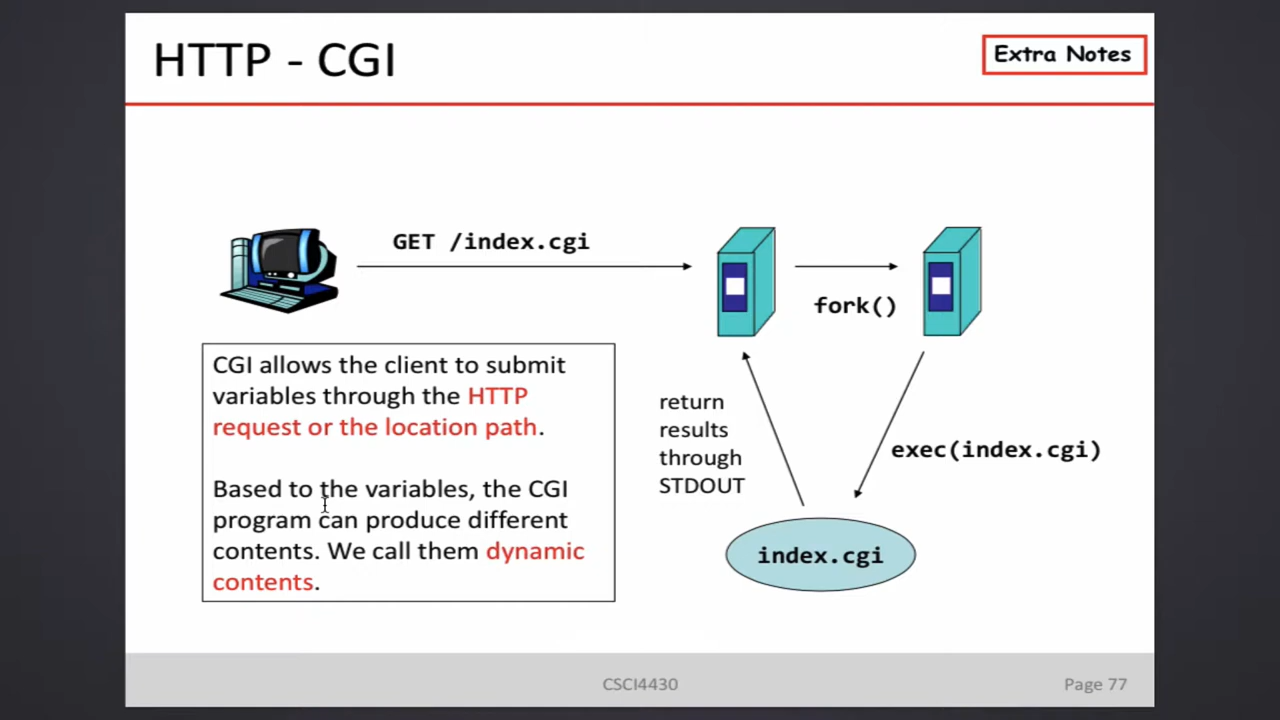 HTTP - CGI
Extra Notes
GET /index.cgi
fork()
CGI allows the client to submit
variables through the HTTP
request or the location path.
Based to the variables, the CGI
program can produce different
contents. We call them dynamic
contents.
return
results
through
STDOUT
exec(index.cgi)
index.cgi
CSCI4430
Page 77